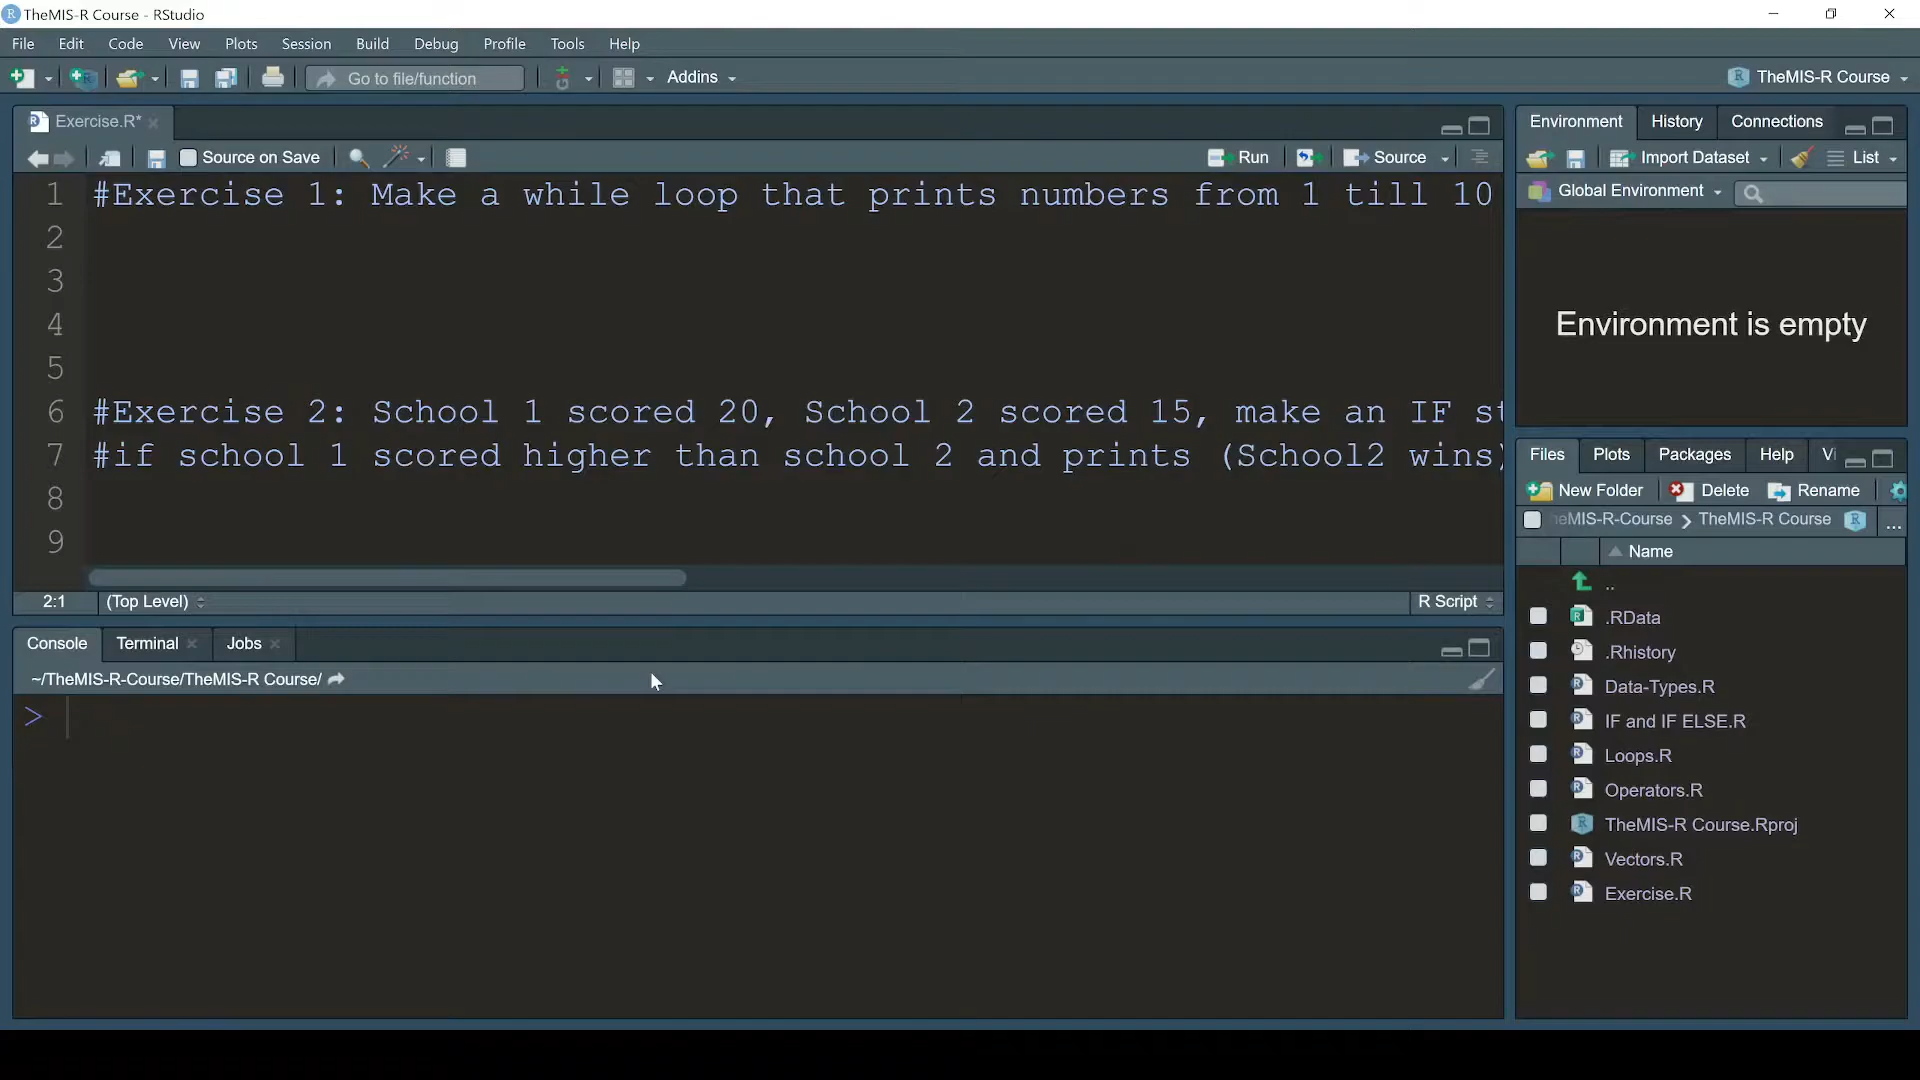 TheMIS-R Course - RStudio
File Edit Code View Plots Session Build Debug Profile Tools Help
Go to file/function Addins TheMIS-R Course
Exercise.R*
Source on Save Run Source
1 #Exercise 1: Make a while loop that prints numbers from 1 till 10
2
3
4
5
6 #Exercise 2: School 1 scored 20, School 2 scored 15, make an IF st
7 #if school 1 scored higher than school 2 and prints (School2 wins)
8
9
2:1 (Top Level) R Script
Console Terminal Jobs
~/TheMIS-R-Course/TheMIS-R Course/
>
Environment History Connections
Import Dataset List
Global Environment
Environment is empty
Files Plots Packages Help Vi
New Folder Delete Rename
eMIS-R-Course TheMIS-R Course R ...
Name
..
.RData
.Rhistory
Data-Types.R
IF and IF ELSE.R
Loops.R
Operators.R
TheMIS-R Course.Rproj
Vectors.R
Exercise.R